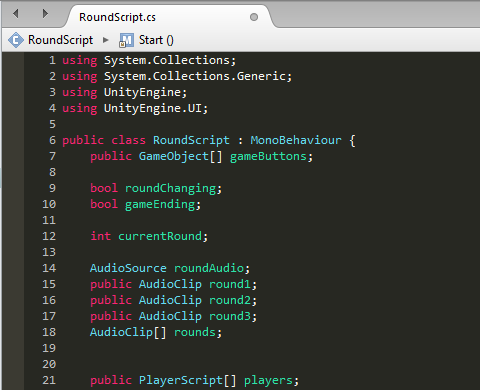 RoundScript.cs
RoundScript ▸ Start ()
1 using System.Collections;
2 using System.Collections.Generic;
3 using UnityEngine;
4 using UnityEngine.UI;
5
6 public class RoundScript : MonoBehaviour {
7     public GameObject[] gameButtons;
8
9     bool roundChanging;
10     bool gameEnding;
11
12     int currentRound;
13
14     AudioSource roundAudio;
15     public AudioClip round1;
16     public AudioClip round2;
17     public AudioClip round3;
18     AudioClip[] rounds;
19
20
21     public PlayerScript[] players;